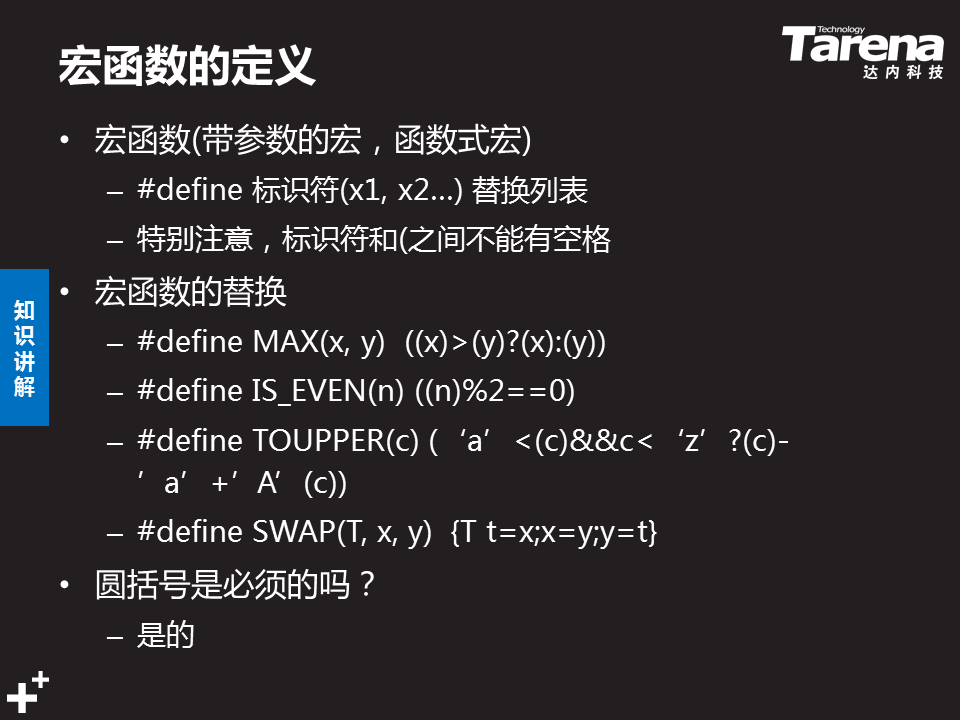 宏函数的定义
Technology
Tarena
达内科技
• 宏函数(带参数的宏，函数式宏)
– #define 标识符(x1, x2…) 替换列表
– 特别注意，标识符和(之间不能有空格
• 宏函数的替换
– #define MAX(x, y)  ((x)>(y)?(x):(y))
– #define IS_EVEN(n) ((n)%2==0)
– #define TOUPPER(c) (‘a’<(c)&&c<‘z’?(c)-
’a’+’A’(c))
– #define SWAP(T, x, y)  {T t=x;x=y;y=t}
• 圆括号是必须的吗？
– 是的
知
识
讲
解